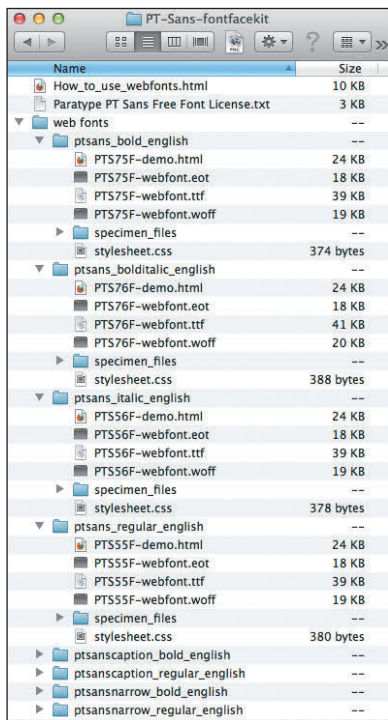 PT-Sans-fontfacekit
Name Size
How_to_use_webfonts.html 10 KB
Paratype PT Sans Free Font License.txt 3 KB
web fonts --
ptsans_bold_english --
PTS75F-demo.html 24 KB
PTS75F-webfont.eot 18 KB
PTS75F-webfont.ttf 39 KB
PTS75F-webfont.woff 19 KB
specimen_files --
stylesheet.css 374 bytes
ptsans_bolditalic_english --
PTS76F-demo.html 24 KB
PTS76F-webfont.eot 18 KB
PTS76F-webfont.ttf 41 KB
PTS76F-webfont.woff 20 KB
specimen_files --
stylesheet.css 388 bytes
ptsans_italic_english --
PTS56F-demo.html 24 KB
PTS56F-webfont.eot 18 KB
PTS56F-webfont.ttf 39 KB
PTS56F-webfont.woff 19 KB
specimen_files --
stylesheet.css 378 bytes
ptsans_regular_english --
PTS55F-demo.html 24 KB
PTS55F-webfont.eot 18 KB
PTS55F-webfont.ttf 39 KB
PTS55F-webfont.woff 19 KB
specimen_files --
stylesheet.css 380 bytes
ptsanscaption_bold_english --
ptsanscaption_regular_english --
ptsansnarrow_bold_english --
ptsansnarrow_regular_english --